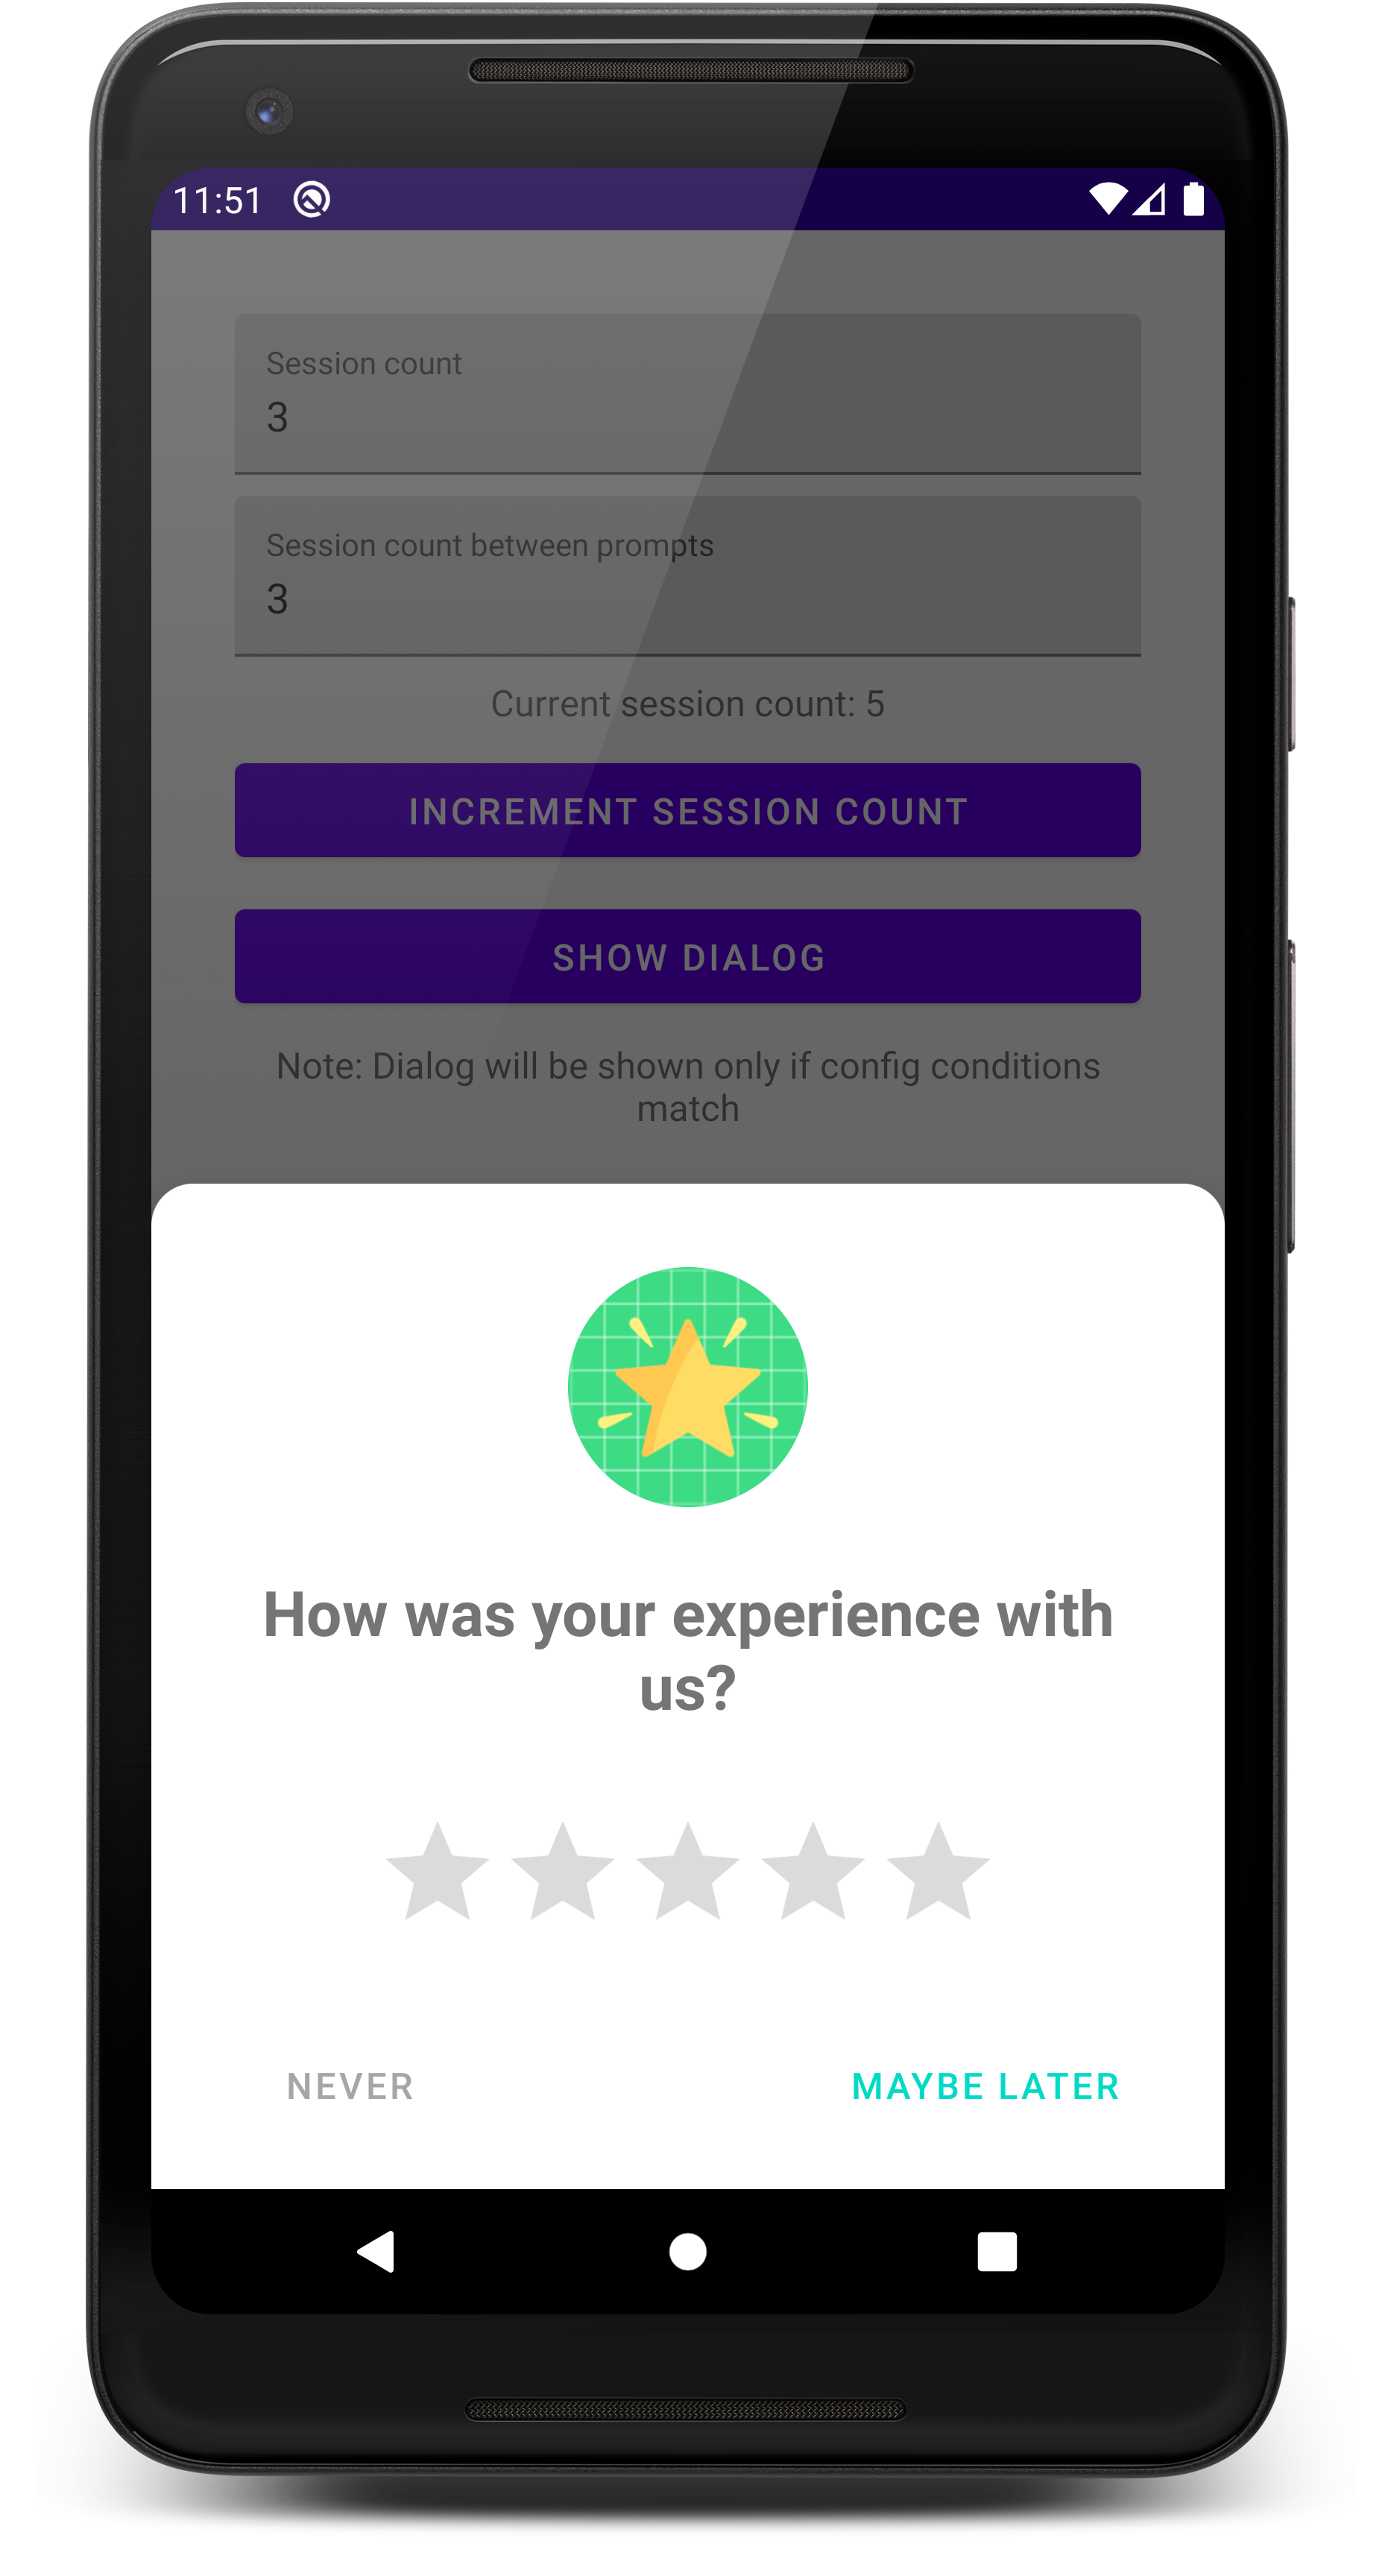 11:51
Session count
3
Session count between prompts
3
Current session count: 5
INCREMENT SESSION COUNT
SHOW DIALOG
Note: Dialog will be shown only if config conditions
match
How was your experience with
us?
NEVER
MAYBE LATER